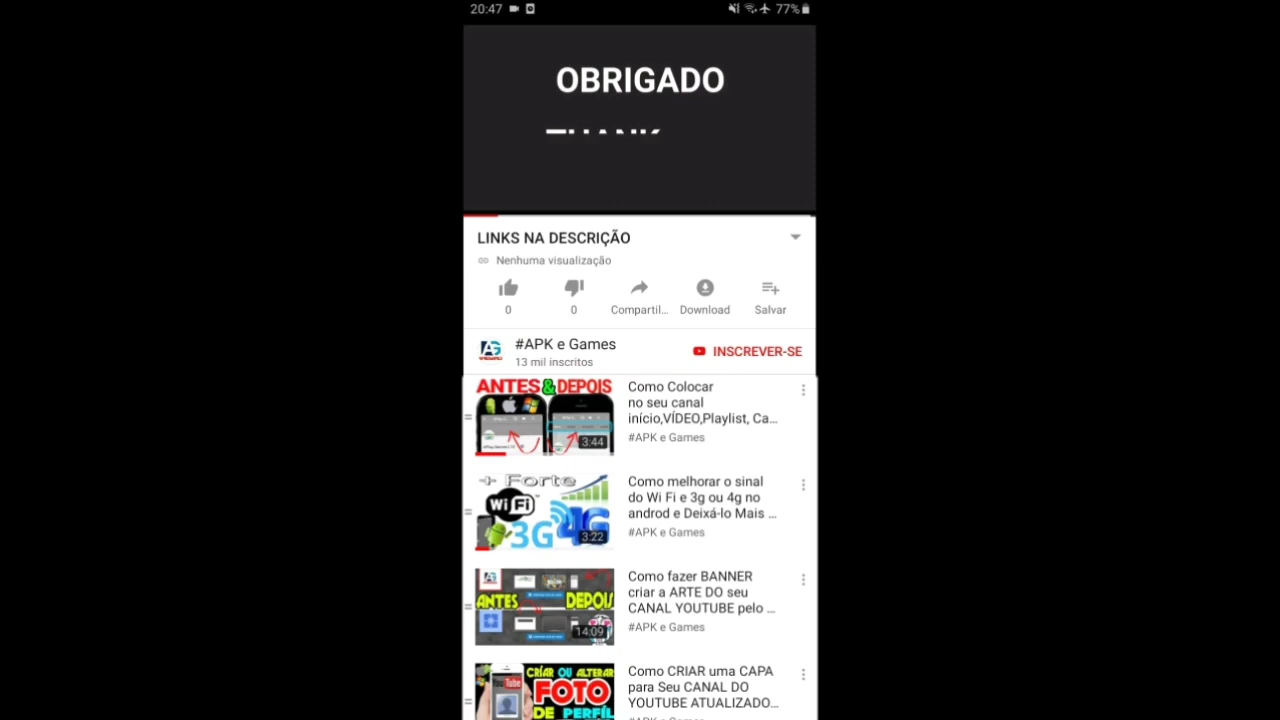 20:47
77%
OBRIGADO
LINKS NA DESCRIÇÃO
Nenhuma visualização
0
0
Compartil...
Download
Salvar
#APK e Games
13 mil inscritos
INSCREVER-SE
ANTES & DEPOIS
3:44
Como Colocar
no seu canal
início,VÍDEO,Playlist, Ca...
#APK e Games
+ Forte
Wi Fi
3G
4G
3:22
Como melhorar o sinal
do Wi Fi e 3g ou 4g no
androd e Deixá-lo Mais ...
#APK e Games
ANTES
DEPOIS
14:09
Como fazer BANNER
criar a ARTE DO seu
CANAL YOUTUBE pelo ...
#APK e Games
CRÍAR OU ALTERAR
FOTO
DE PERFÍL
Como CRIAR uma CAPA
para Seu CANAL DO
YOUTUBE ATUALIZADO...